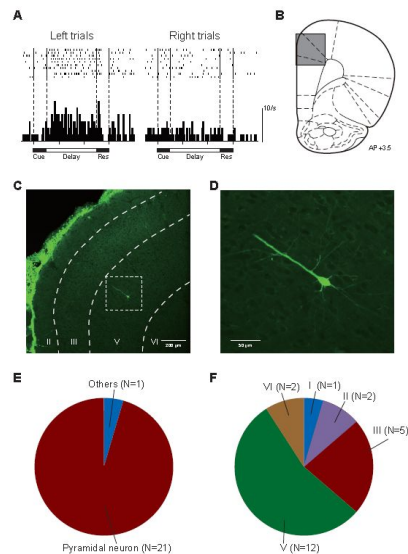 A
Left trials
Right trials
10/s
Cue Delay Res
Cue Delay Res
B
AP +3.5
C
II III V VI
200 μm
D
50 μm
E
Others (N=1)
Pyramidal neuron (N=21)
F
VI (N=2)
I (N=1)
II (N=2)
III (N=5)
V (N=12)